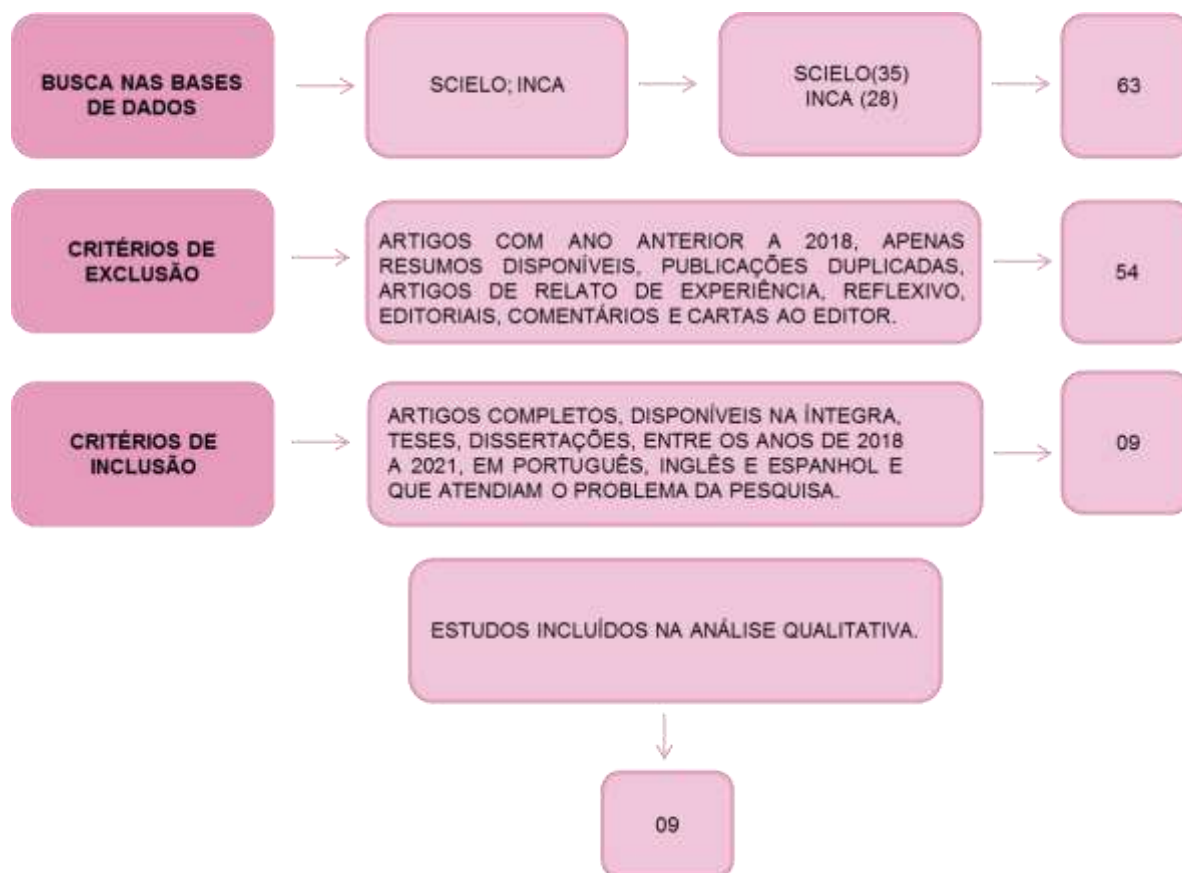 BUSCA NAS BASES
DE DADOS
SCIELO; INCA
SCIELO(35)
INCA (28)
63
CRITÉRIOS DE
EXCLUSÃO
ARTIGOS COM ANO ANTERIOR A 2018, APENAS
RESUMOS DISPONÍVEIS, PUBLICAÇÕES DUPLICADAS,
ARTIGOS DE RELATO DE EXPERIÊNCIA, REFLEXIVO,
EDITORIAIS, COMENTÁRIOS E CARTAS AO EDITOR.
54
CRITÉRIOS DE
INCLUSÃO
ARTIGOS COMPLETOS, DISPONÍVEIS NA ÍNTEGRA,
TESES, DISSERTAÇÕES, ENTRE OS ANOS DE 2018
A 2021, EM PORTUGUÊS, INGLÊS E ESPANHOL E
QUE ATENDIAM O PROBLEMA DA PESQUISA.
09
ESTUDOS INCLUÍDOS NA ANÁLISE QUALITATIVA.
09